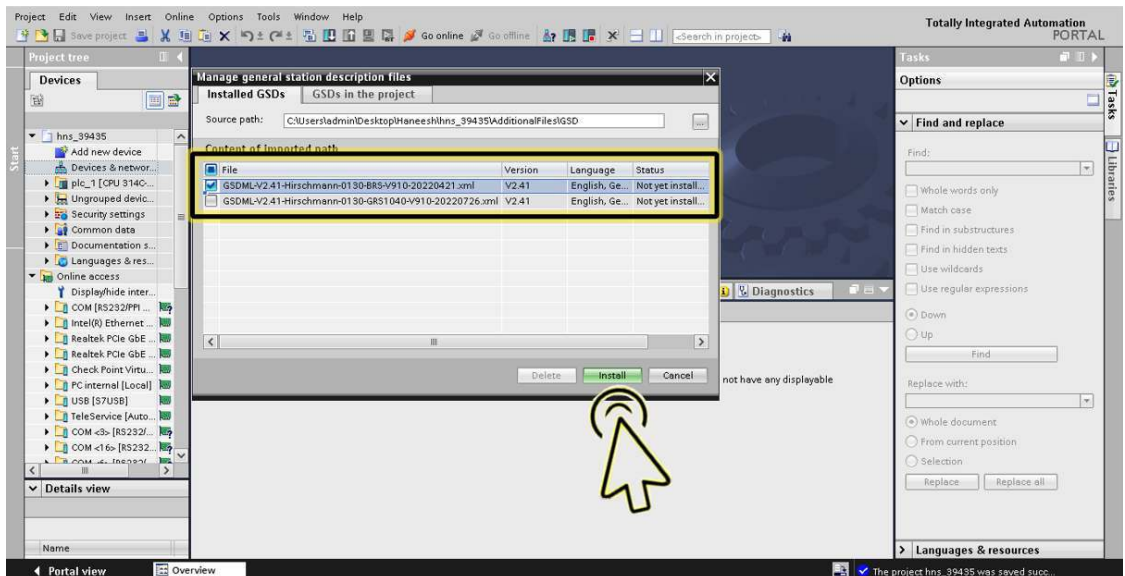 Project Edit View Insert Online Options Tools Window Help
Totally Integrated Automation
PORTAL
Save project Go online Go offline <Search in project>
Project tree
Devices
hns_39435
Add new device
Devices & networ...
plc_1 [CPU 314C-...
Ungrouped devic...
Security settings
Common data
Documentation s...
Languages & res...
Online access
Display/hide inter...
COM [RS232/PPI ...
Intel(R) Ethernet ...
Realtek PCIe GbE ...
Realtek PCIe GbE ...
Check Point Virtu...
PC internal [Local]
USB [S7USB]
TeleService [Auto...
COM <3> [RS232/...
COM <16> [RS232...
Details view
Name
Start
Manage general station description files
Installed GSDs GSDs in the project
Source path: C:\Users\admin\Desktop\Haneesh\hns_39435\AdditionalFiles\GSD ...
Content of imported path
File Version Language Status
GSDML-V2.41-Hirschmann-0130-BRS-V910-20220421.xml V2.41 English, Ge... Not yet install...
GSDML-V2.41-Hirschmann-0130-GRS1040-V910-20220726.xml V2.41 English, Ge... Not yet install...
Delete Install Cancel
Diagnostics
not have any displayable
Tasks
Options
Find and replace
Find:
Whole words only
Match case
Find in substructures
Find in hidden texts
Use wildcards
Use regular expressions
Down
Up
Find
Replace with:
Whole document
From current position
Selection
Replace Replace all
Languages & resources
Tasks
Libraries
Portal view Overview The project hns_39435 was saved succ...